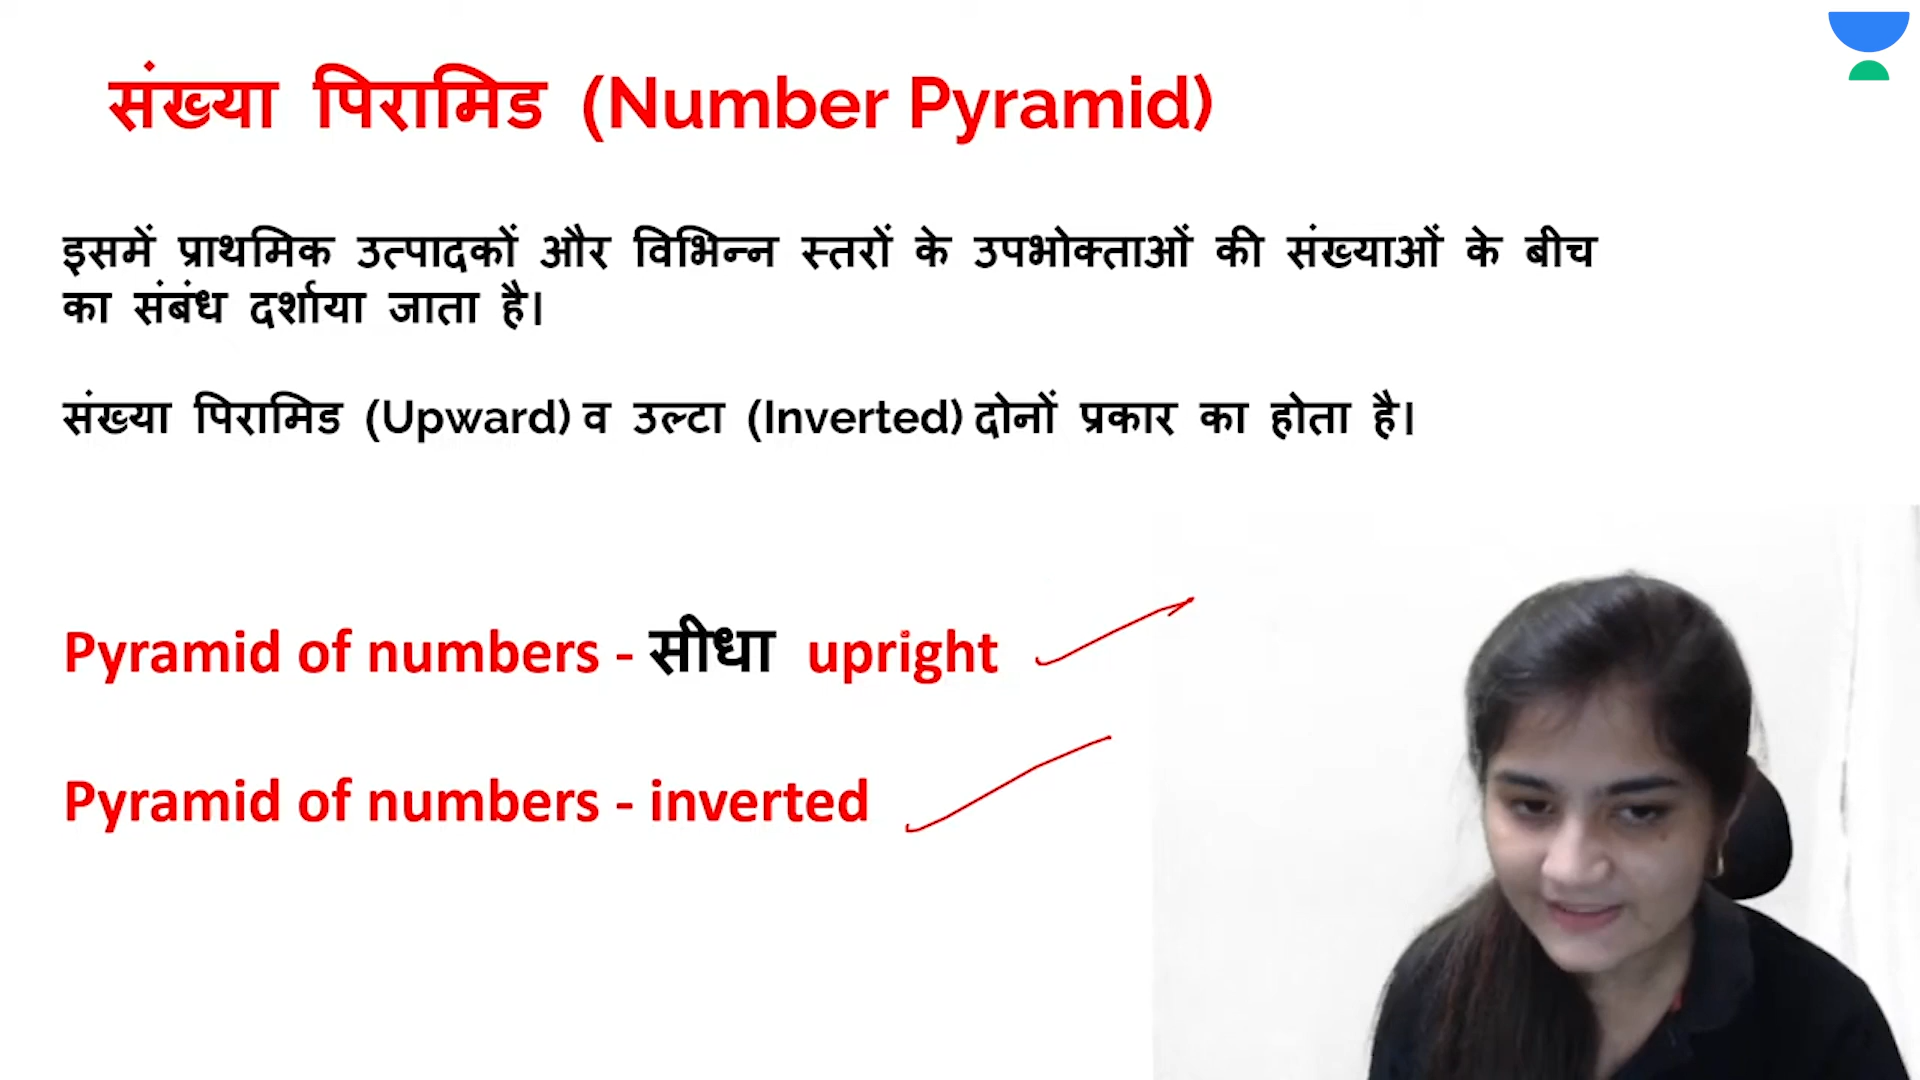 संख्या पिरामिड (Number Pyramid)
इसमें प्राथमिक उत्पादकों और विभिन्न स्तरों के उपभोक्ताओं की संख्याओं के बीच
का संबंध दर्शाया जाता है।
संख्या पिरामिड (Upward) व उल्टा (Inverted) दोनों प्रकार का होता है।
Pyramid of numbers - सीधा upright
Pyramid of numbers - inverted